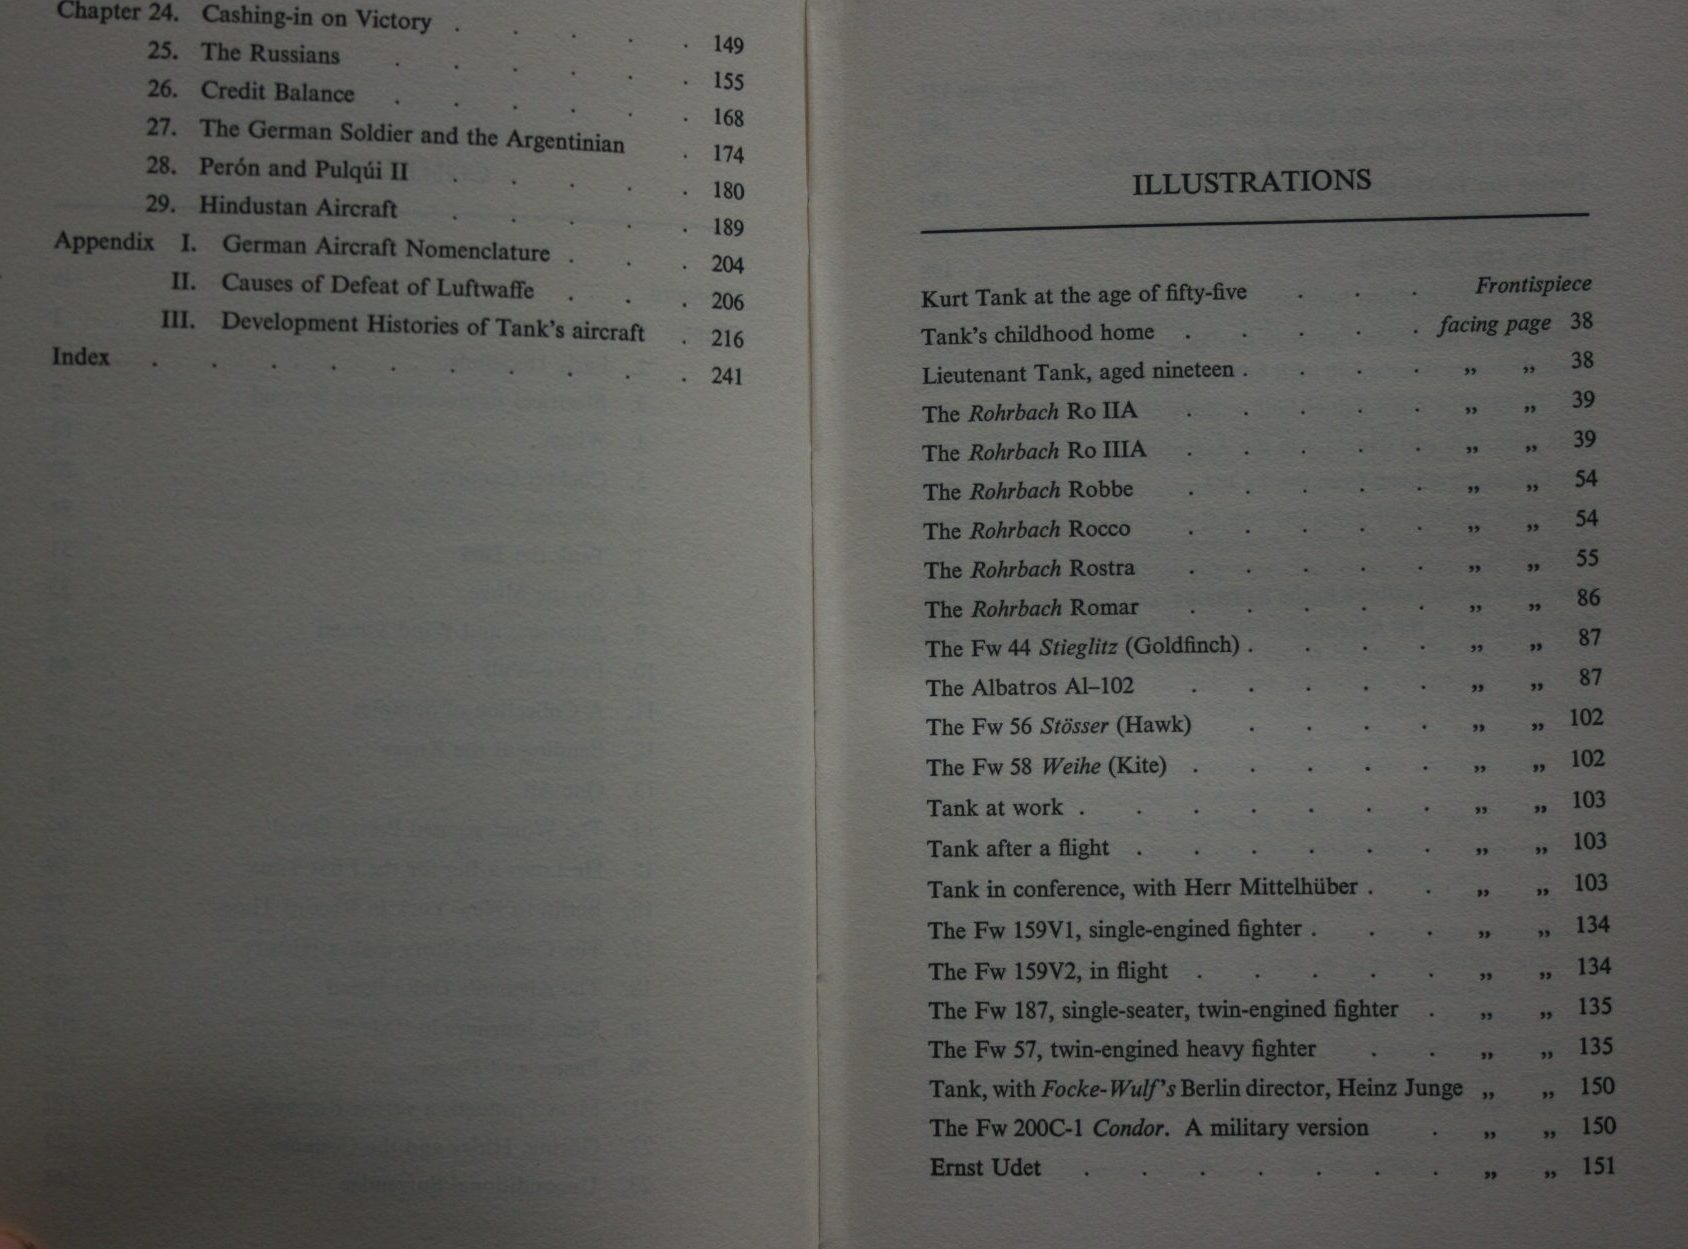 Chapter 24. Cashing-in on Victory . . . . . 149
25. The Russians . . . . . . 155
26. Credit Balance . . . . . . 168
27. The German Soldier and the Argentinian . 174
28. Perón and Pulqúi II . . . . . 180
29. Hindustan Aircraft . . . . . 189
Appendix I. German Aircraft Nomenclature . . . 204
II. Causes of Defeat of Luftwaffe . . . 206
III. Development Histories of Tank's aircraft . 216
Index . . . . . . . . . . 241
ILLUSTRATIONS
Kurt Tank at the age of fifty-five . . . Frontispiece
Tank's childhood home . . . . . facing page 38
Lieutenant Tank, aged nineteen . . . . „ „ 38
The Rohrbach Ro IIA . . . . . „ „ 39
The Rohrbach Ro IIIA . . . . . „ „ 39
The Rohrbach Robbe . . . . . „ „ 54
The Rohrbach Rocco . . . . . „ „ 54
The Rohrbach Rostra . . . . . „ „ 55
The Rohrbach Romar . . . . . „ „ 86
The Fw 44 Stieglitz (Goldfinch) . . . . „ „ 87
The Albatros Al–102 . . . . . „ „ 87
The Fw 56 Stösser (Hawk) . . . . „ „ 102
The Fw 58 Weihe (Kite) . . . . . „ „ 102
Tank at work . . . . . . . „ „ 103
Tank after a flight . . . . . . „ „ 103
Tank in conference, with Herr Mittelhüber . . „ „ 103
The Fw 159V1, single-engined fighter . . . „ „ 134
The Fw 159V2, in flight . . . . . „ „ 134
The Fw 187, single-seater, twin-engined fighter . „ „ 135
The Fw 57, twin-engined heavy fighter . . „ „ 135
Tank, with Focke-Wulf's Berlin director, Heinz Junge „ „ 150
The Fw 200C-1 Condor. A military version . „ „ 150
Ernst Udet . . . . . . . „ „ 151